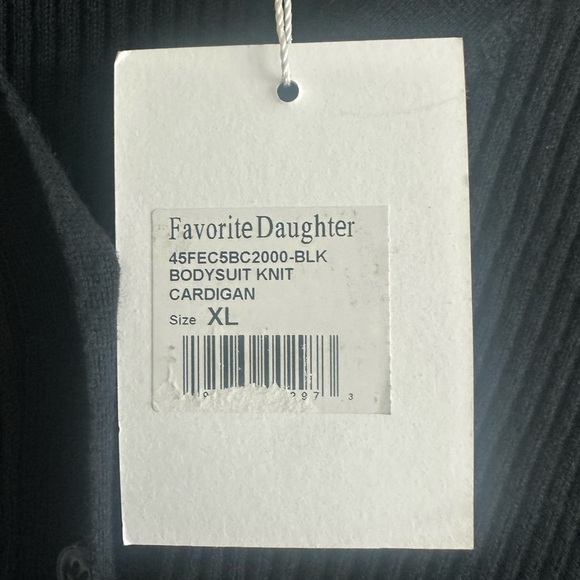 Favorite Daughter
45FEC5BC2000-BLK
BODYSUIT KNIT
CARDIGAN
Size XL